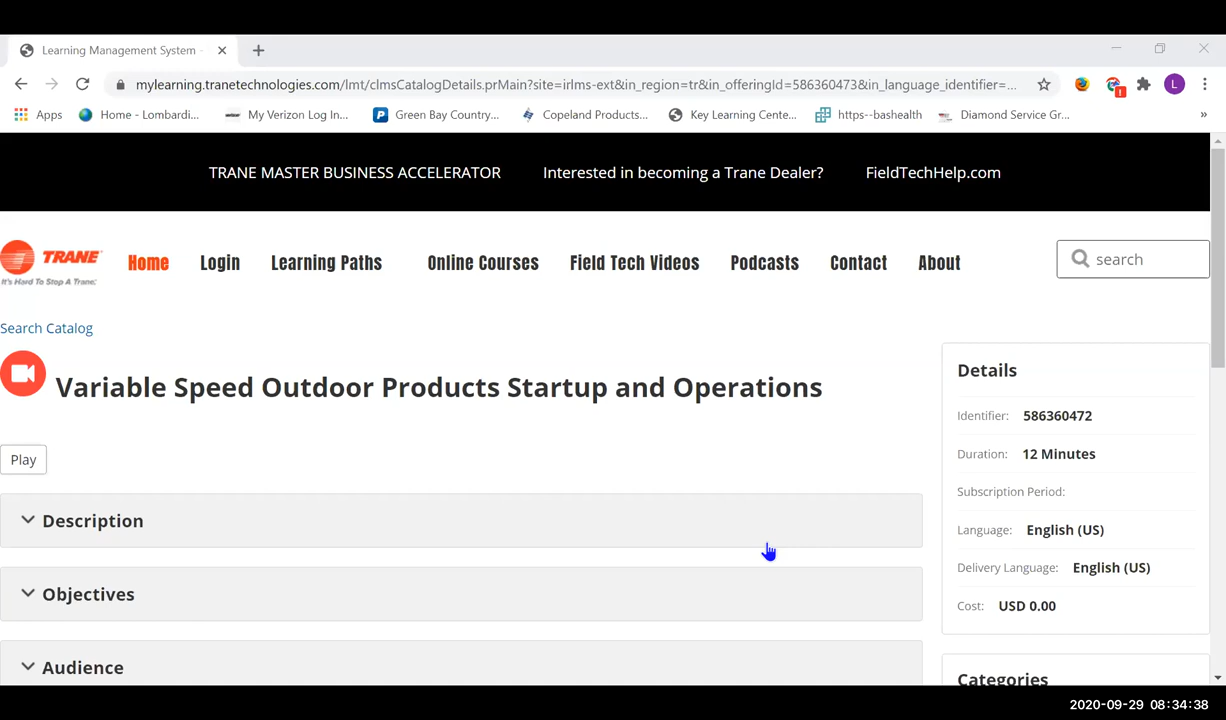 Learning Management System -
mylearning.tranetechnologies.com/lmt/clmsCatalogDetails.prMain?site=irlms-ext&in_region=tr&in_offeringId=586360473&in_language_identifier=...
L
Apps Home - Lombardi... My Verizon Log In... Green Bay Country... Copeland Products... Key Learning Cente... https--bashealth Diamond Service Gr... »
TRANE MASTER BUSINESS ACCELERATOR Interested in becoming a Trane Dealer? FieldTechHelp.com
TRANE
It's Hard To Stop A Trane.
Home Login Learning Paths Online Courses Field Tech Videos Podcasts Contact About
search
Search Catalog
Variable Speed Outdoor Products Startup and Operations
Play
Description
Objectives
Audience
Details
Identifier: 586360472
Duration: 12 Minutes
Subscription Period:
Language: English (US)
Delivery Language: English (US)
Cost: USD 0.00
Categories
2020-09-29 08:34:38